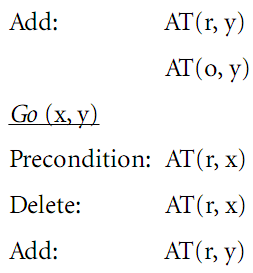 Add: AT(r, y)
AT(o, y)
Go (x, y)
Precondition: AT(r, x)
Delete: AT(r, x)
Add: AT(r, y)